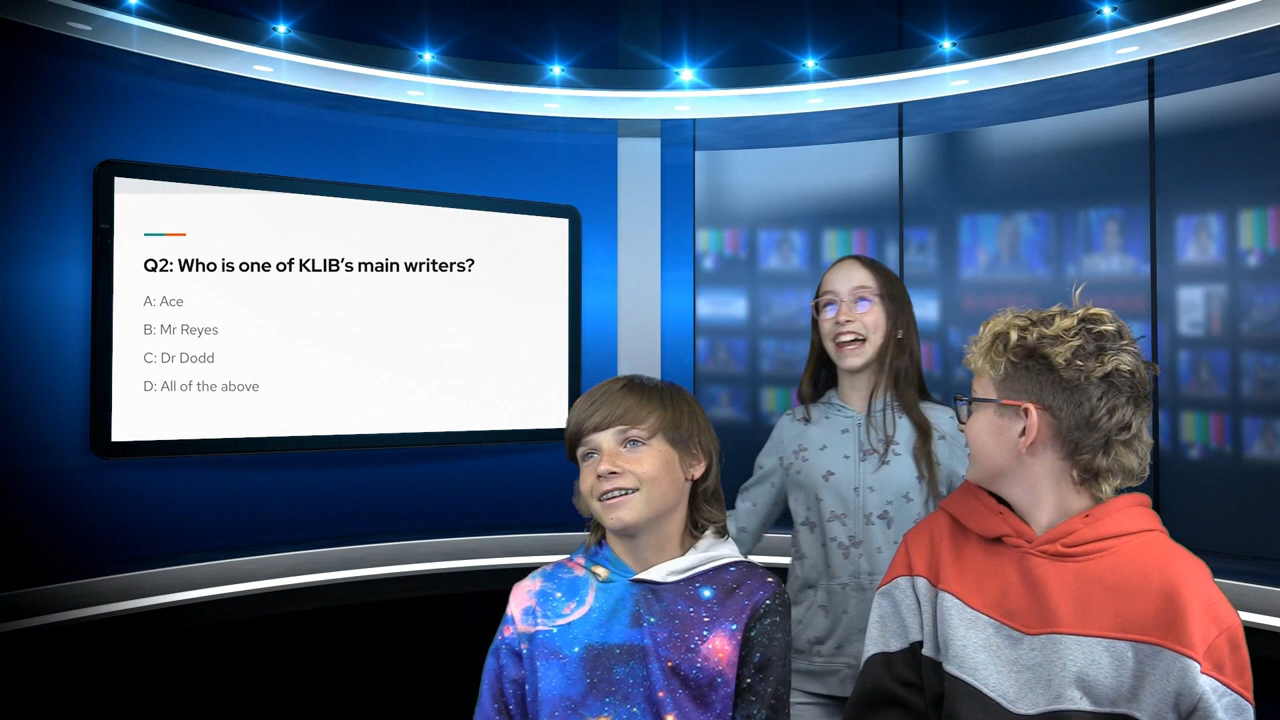 Q2: Who is one of KLIB's main writers?
A: Ace
B: Mr Reyes
C: Dr Dodd
D: All of the above